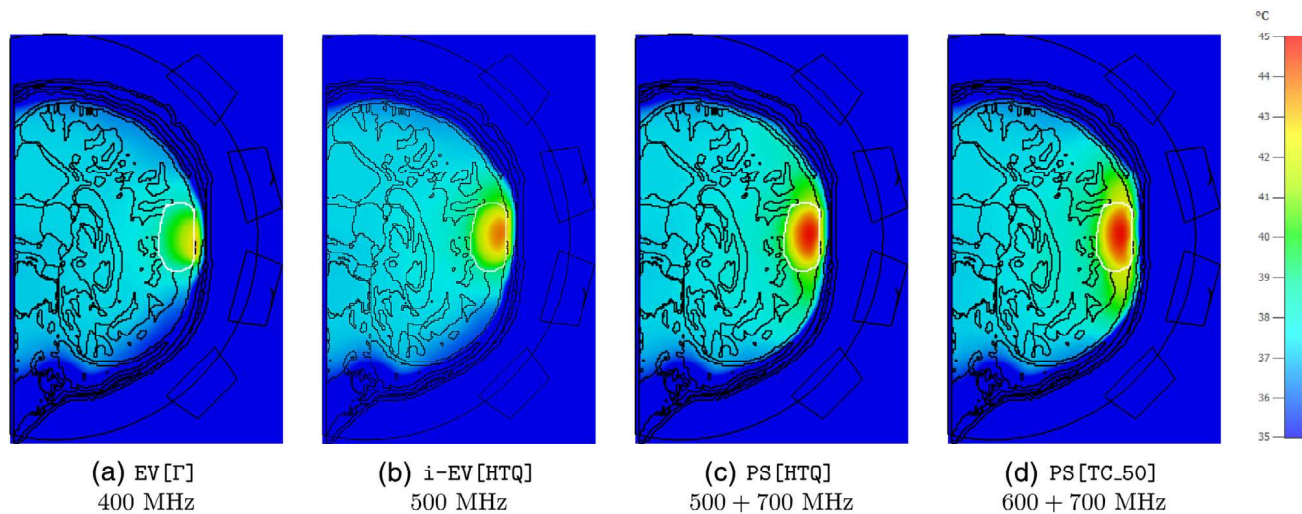 °C
45
44
43
42
41
40
39
38
37
36
35
(a) EV[Γ]
400 MHz
(b) i-EV[HTQ]
500 MHz
(c) PS[HTQ]
500 + 700 MHz
(d) PS[TC_50]
600 + 700 MHz